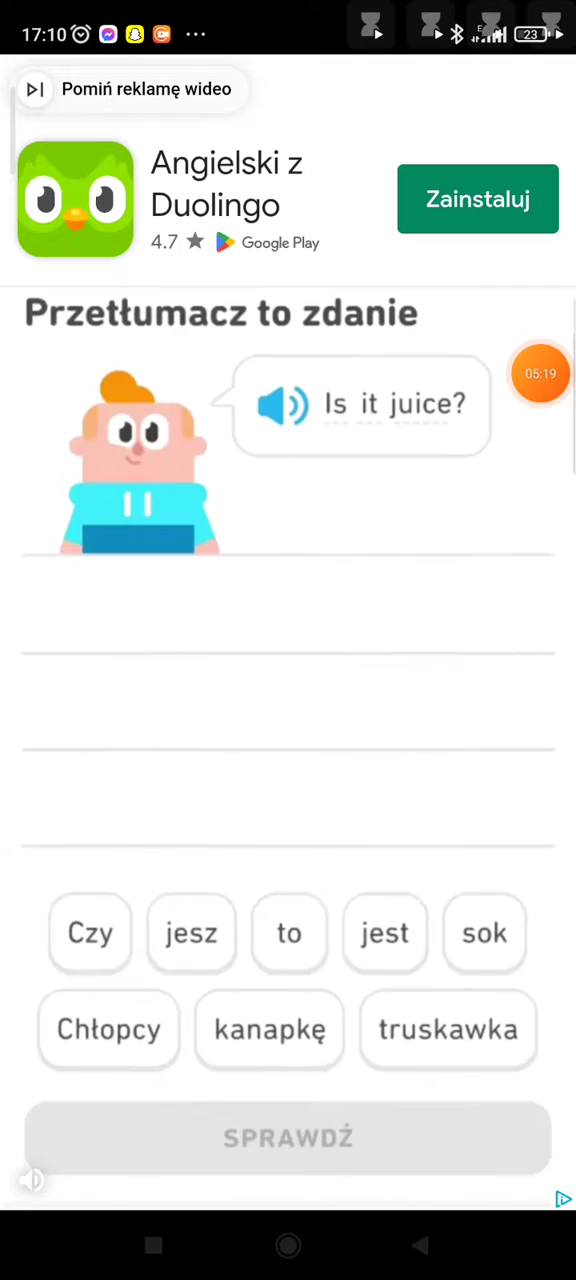 17:10
23
Pomiń reklamę wideo
Angielski z
Duolingo
4.7 ★ Google Play
Zainstaluj
Przetłumacz to zdanie
05:19
Is it juice?
Czy jesz to jest sok
Chłopcy kanapkę truskawka
SPRAWDŹ